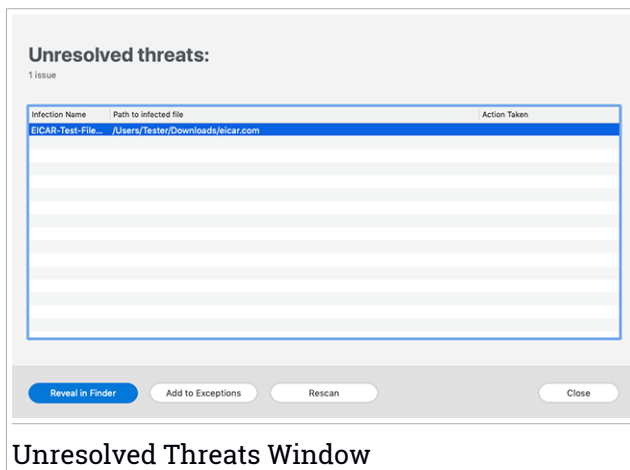 Unresolved threats:
1 issue
Infection Name Path to infected file Action Taken
EICAR-Test-File... /Users/Tester/Downloads/eicar.com
Reveal in Finder Add to Exceptions Rescan Close
Unresolved Threats Window